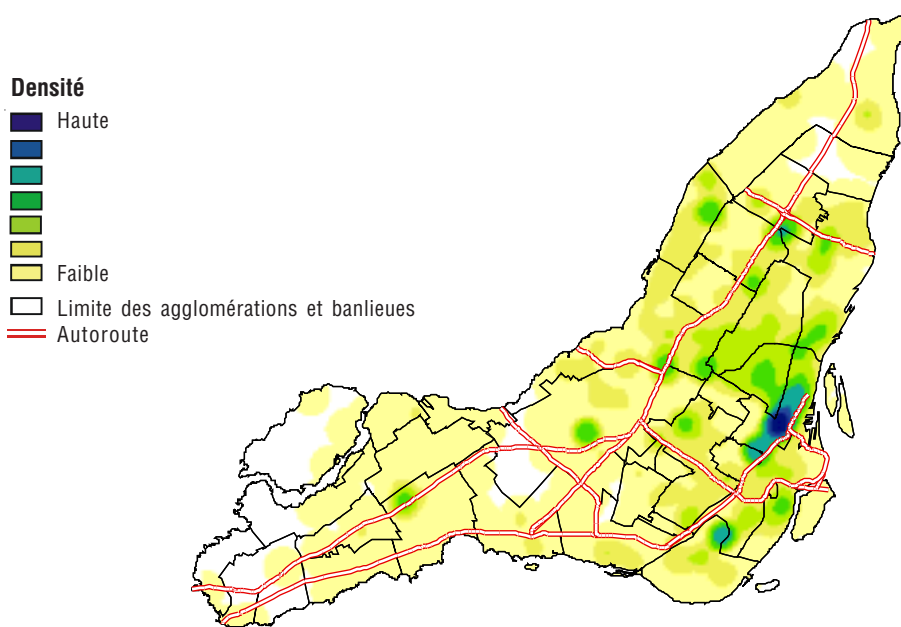 Densité
Haute
Faible
Limite des agglomérations et banlieues
Autoroute